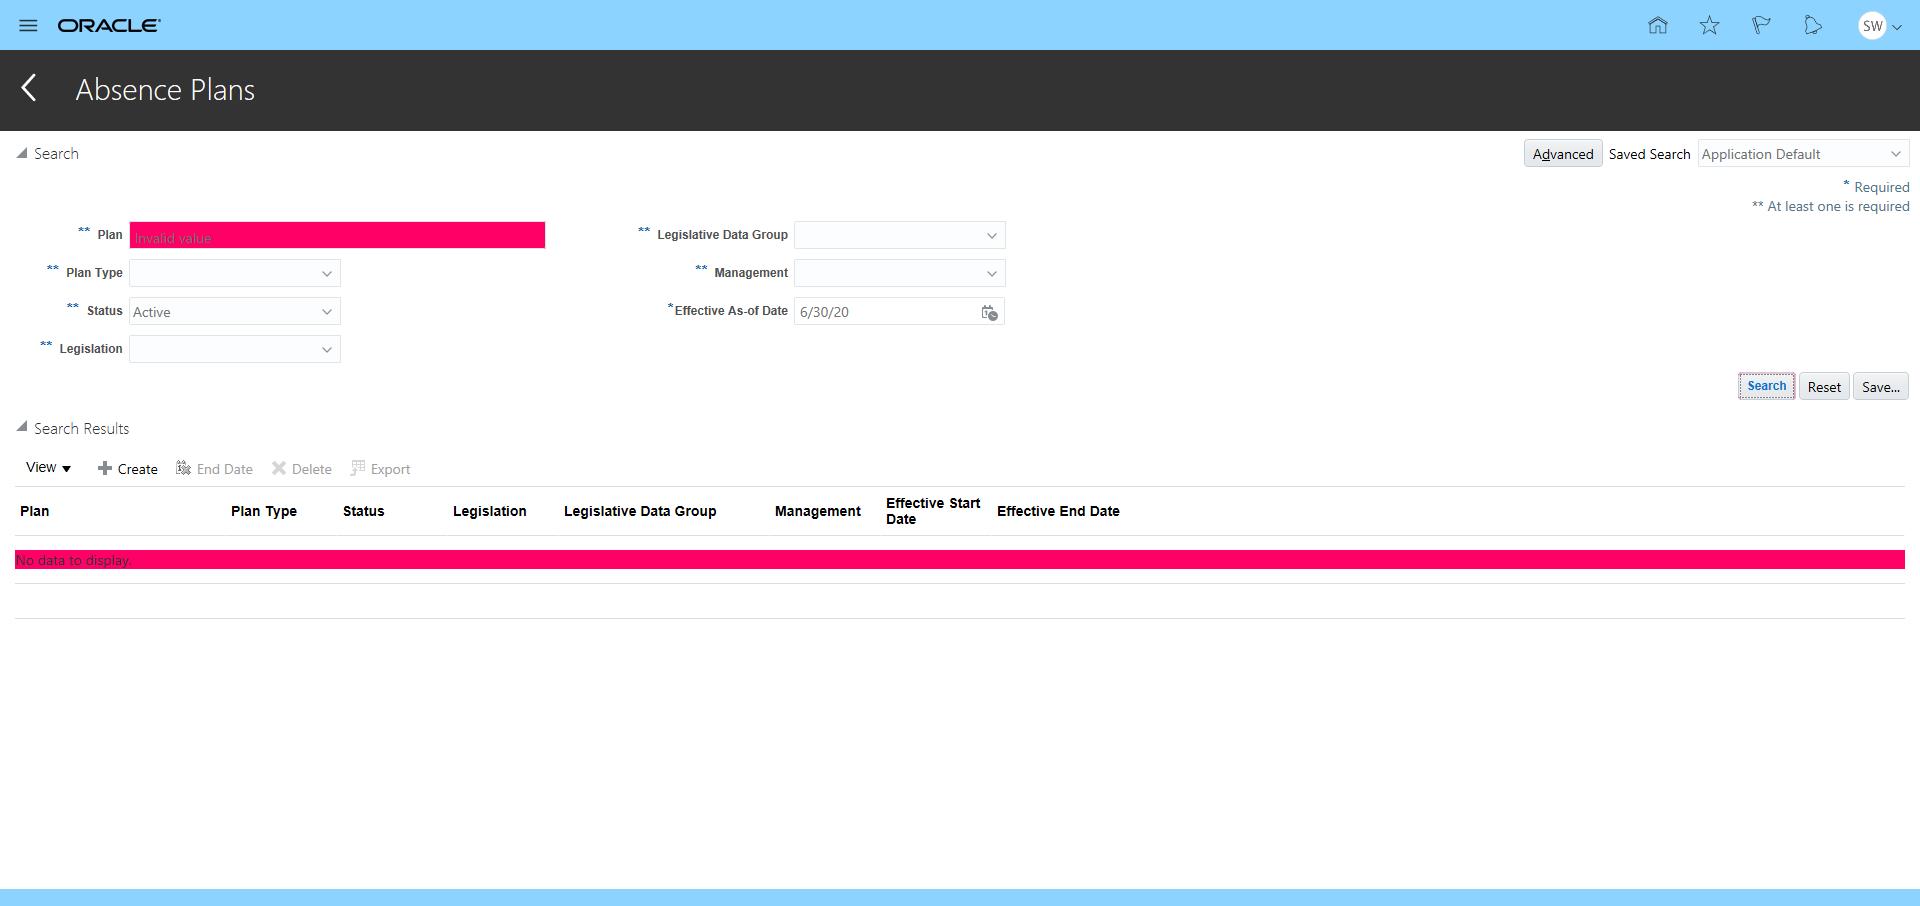 ORACLE
SW
Absence Plans
Search
Advanced Saved Search Application Default
* Required
** At least one is required
** Plan Invalid value
** Legislative Data Group
** Plan Type
** Management
** Status Active
*Effective As-of Date 6/30/20
** Legislation
Search Reset Save...
Search Results
View Create End Date Delete Export
Plan Plan Type Status Legislation Legislative Data Group Management Effective Start Date Effective End Date
No data to display.